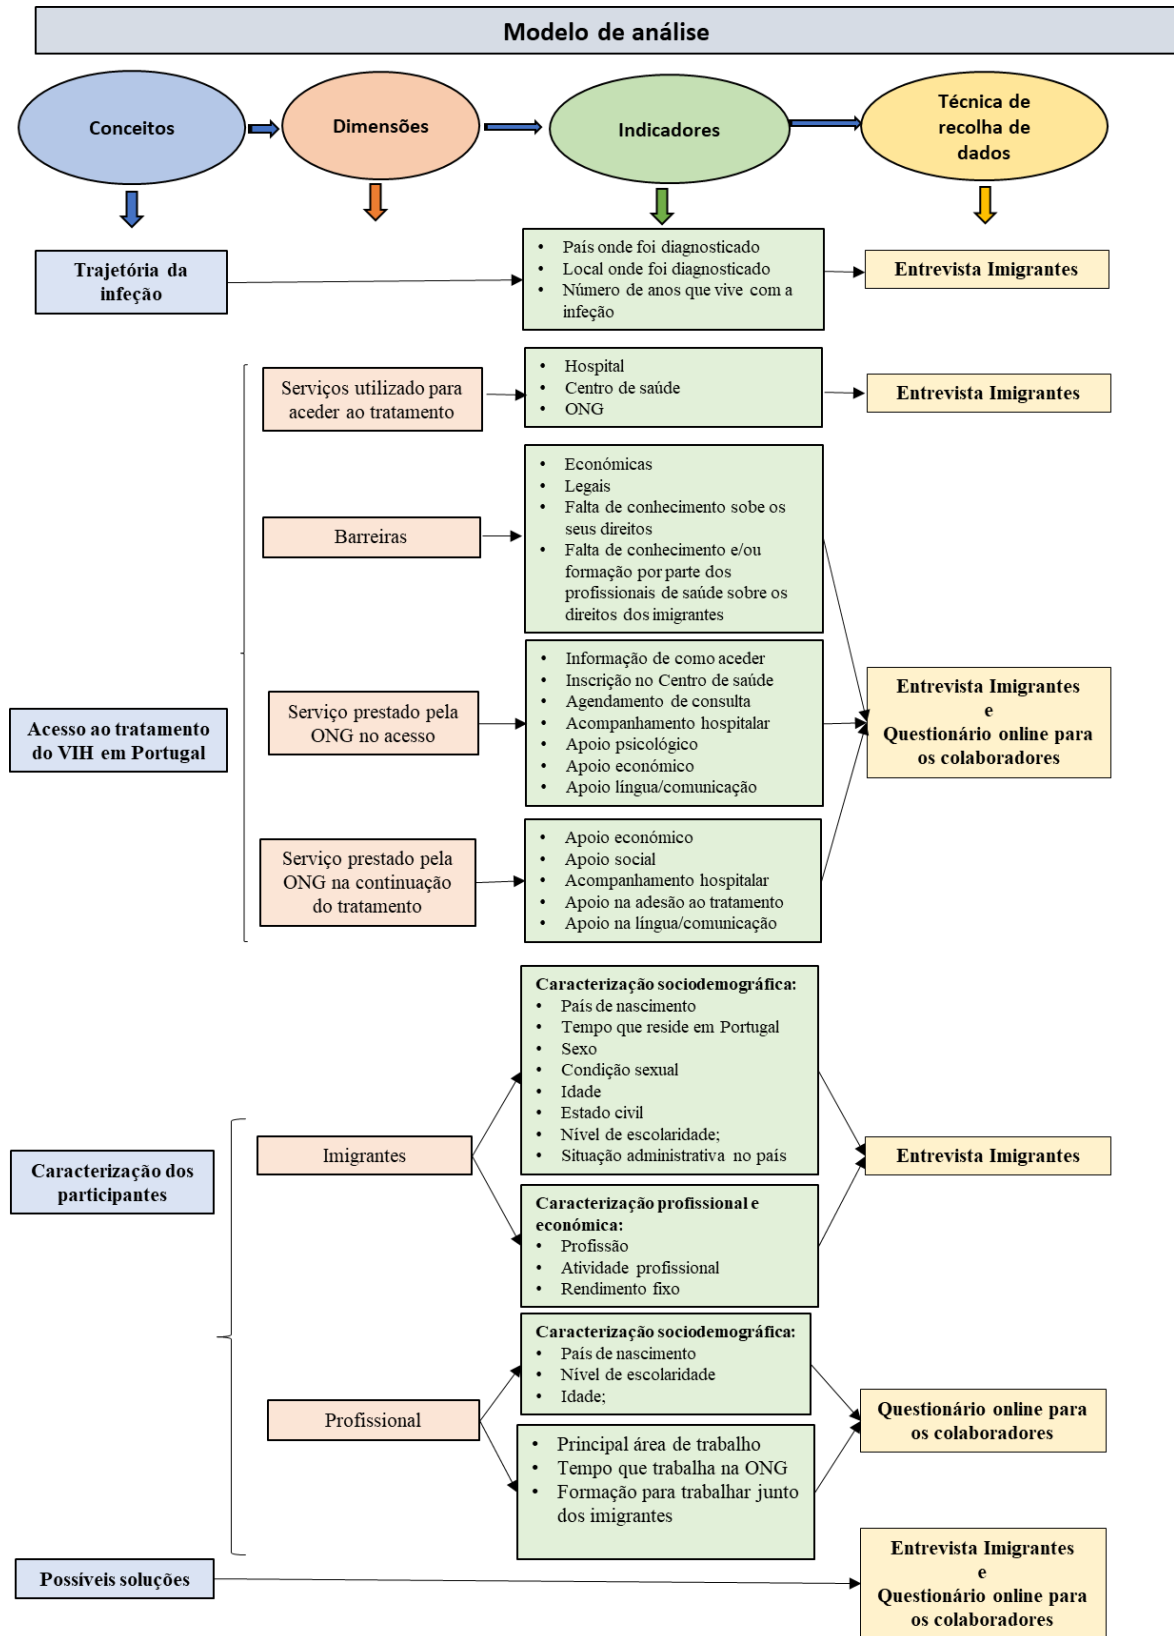 Modelo de análise
Conceitos
Dimensões
Indicadores
Técnica de
recolha de
dados
Trajetória da
infeção
• País onde foi diagnosticado
• Local onde foi diagnosticado
• Número de anos que vive com a
infeção
Entrevista Imigrantes
Serviços utilizado para
aceder ao tratamento
• Hospital
• Centro de saúde
• ONG
Entrevista Imigrantes
Barreiras
• Económicas
• Legais
• Falta de conhecimento sobe os
seus direitos
• Falta de conhecimento e/ou
formação por parte dos
profissionais de saúde sobre os
direitos dos imigrantes
Acesso ao tratamento
do VIH em Portugal
Serviço prestado pela
ONG no acesso
• Informação de como aceder
• Inscrição no Centro de saúde
• Agendamento de consulta
• Acompanhamento hospitalar
• Apoio psicológico
• Apoio económico
• Apoio língua/comunicação
Entrevista Imigrantes
e
Questionário online para
os colaboradores
Serviço prestado pela
ONG na continuação
do tratamento
• Apoio económico
• Apoio social
• Acompanhamento hospitalar
• Apoio na adesão ao tratamento
• Apoio na língua/comunicação
Caracterização dos
participantes
Imigrantes
Caracterização sociodemográfica:
• País de nascimento
• Tempo que reside em Portugal
• Sexo
• Condição sexual
• Idade
• Estado civil
• Nível de escolaridade;
• Situação administrativa no país
Caracterização profissional e
económica:
• Profissão
• Atividade profissional
• Rendimento fixo
Entrevista Imigrantes
Profissional
Caracterização sociodemográfica:
• País de nascimento
• Nível de escolaridade
• Idade;
• Principal área de trabalho
• Tempo que trabalha na ONG
• Formação para trabalhar junto
dos imigrantes
Questionário online para
os colaboradores
Possíveis soluções
Entrevista Imigrantes
e
Questionário online para
os colaboradores